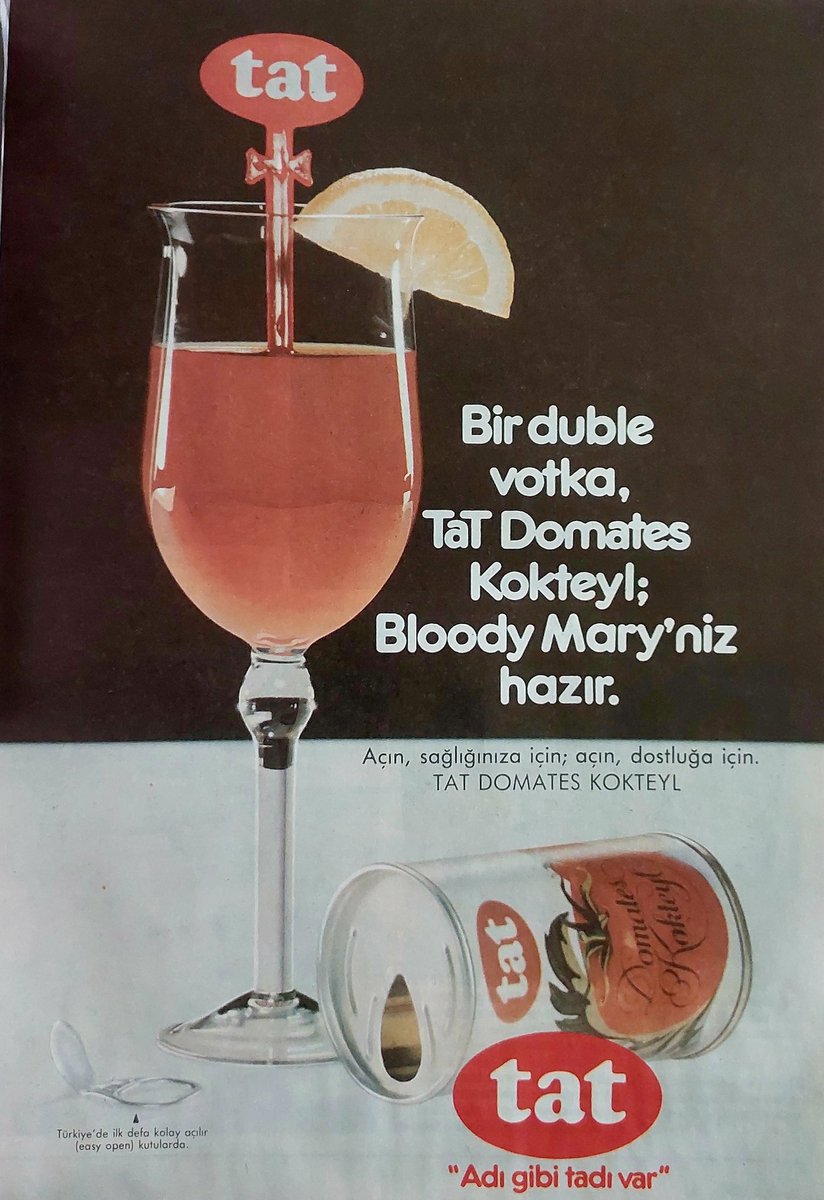 tat
Bir duble
votka,
TaT Domates
Kokteyl;
Bloody Mary'niz
hazır.
Açın, sağlığınıza için; açın, dostluğa için.
TAT DOMATES KOKTEYL
tat
Domates
Kokteyl
tat
"Adı gibi tadı var"
Türkiye'de ilk defa kolay açılır
(easy open) kutularda.